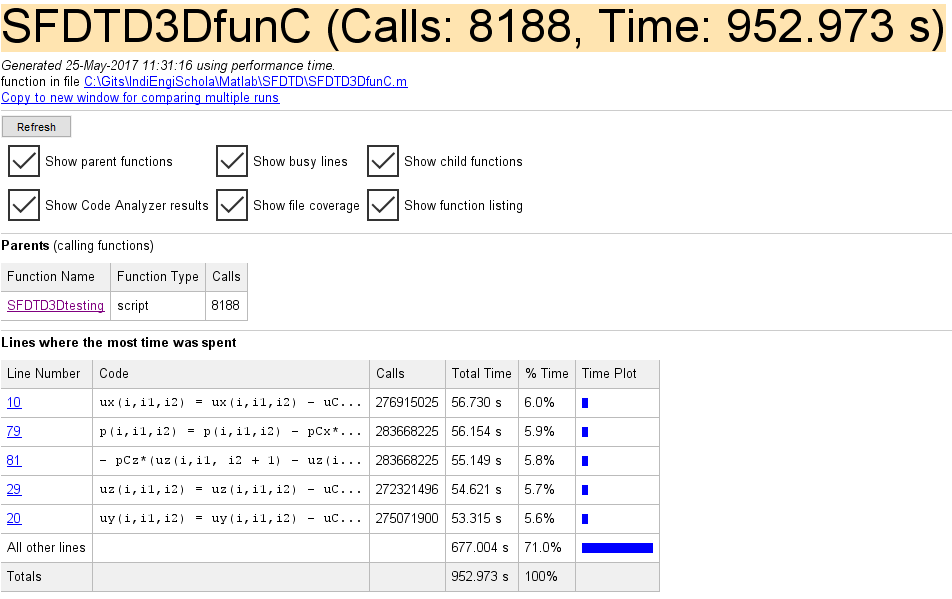 SFDTD3DfunC (Calls: 8188, Time: 952.973 s)
Generated 25-May-2017 11:31:16 using performance time.
function in file C:\Gits\IndiEngiSchola\Matlab\SFDTD\SFDTD3DfunC.m
Copy to new window for comparing multiple runs
Refresh
Show parent functions Show busy lines Show child functions
Show Code Analyzer results Show file coverage Show function listing
Parents (calling functions)
Function Name Function Type Calls
SFDTD3Dtesting script 8188
Lines where the most time was spent
Line Number Code Calls Total Time % Time Time Plot
10 ux(i,i1,i2) = ux(i,i1,i2) - uC... 276915025 56.730 s 6.0%
79 p(i,i1,i2) = p(i,i1,i2) - pCx*... 283668225 56.154 s 5.9%
81 - pCz*(uz(i,i1, i2 + 1) - uz(i... 283668225 55.149 s 5.8%
29 uz(i,i1,i2) = uz(i,i1,i2) - uC... 272321496 54.621 s 5.7%
20 uy(i,i1,i2) = uy(i,i1,i2) - uC... 275071900 53.315 s 5.6%
All other lines 677.004 s 71.0%
Totals 952.973 s 100%